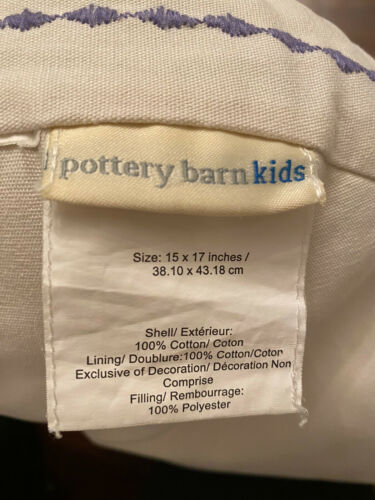 pottery barn kids
Size: 15 x 17 inches /
38.10 x 43.18 cm
Shell/ Extérieur:
100% Cotton/ Coton
Lining/ Doublure:100% Cotton/Coton
Exclusive of Decoration/ Décoration Non
Comprise
Filling/ Rembourrage:
100% Polyester